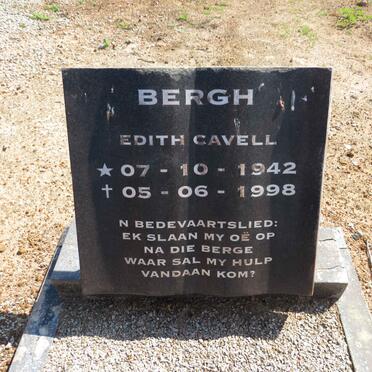 BERGH
EDITH CAVELL
★ 07 - 10 - 1942
† 05 - 06 - 1998
N BEDEVAARTSLIED:
EK SLAAN MY OË OP
NA DIE BERGE
WAAR SAL MY HULP
VANDAAN KOM?